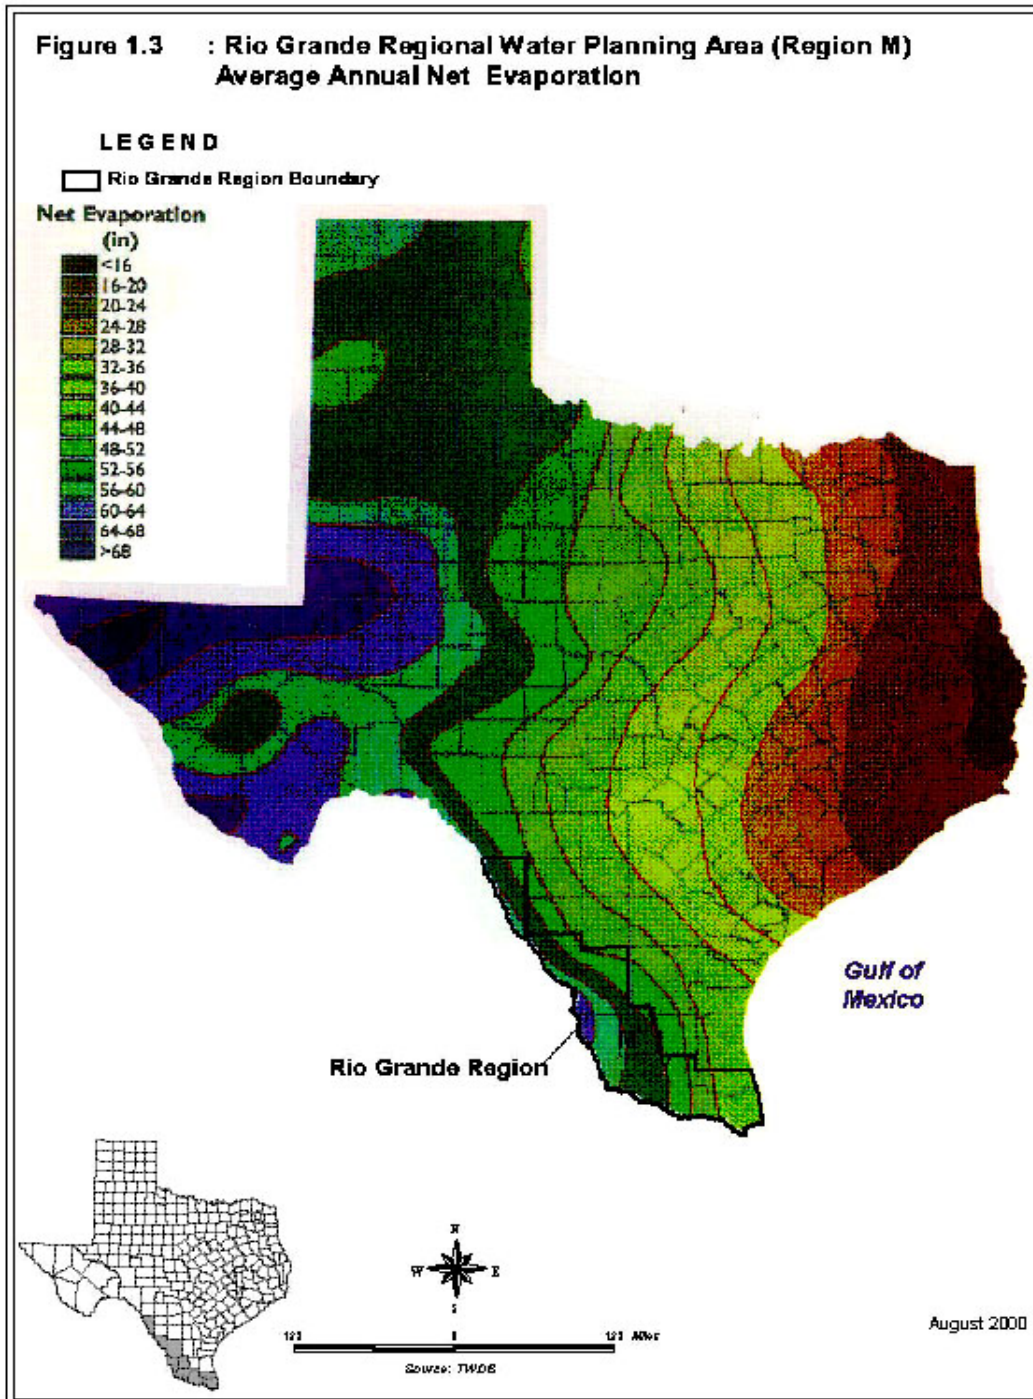 Figure 1.3 : Rio Grande Regional Water Planning Area (Region M)
Average Annual Net Evaporation
LEGEND
Rio Grande Region Boundary
Net Evaporation
(in)
<16
16-20
20-24
24-28
28-32
32-36
36-40
40-44
44-48
48-52
52-56
56-60
60-64
64-68
>68
Gulf of
Mexico
Rio Grande Region
N
W E
S
0 Miles
Source: TWDB
August 2000